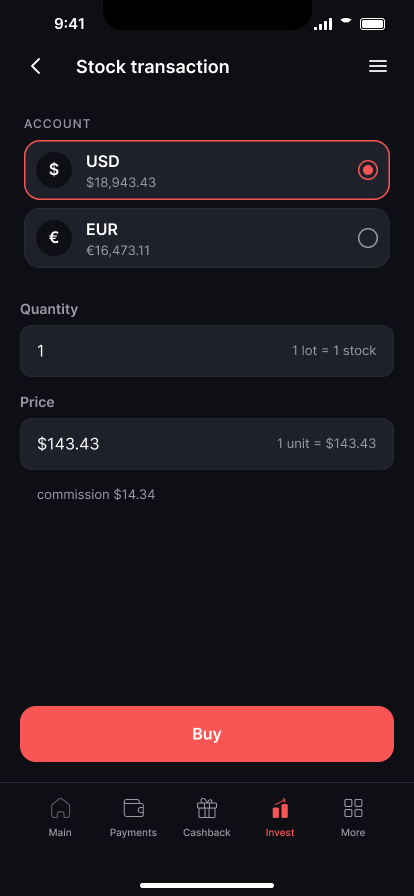 9:41
Stock transaction
ACCOUNT
$
USD
$18,943.43
€
EUR
€16,473.11
Quantity
1
1 lot = 1 stock
Price
$143.43
1 unit = $143.43
commission $14.34
Buy
Main
Payments
Cashback
Invest
More